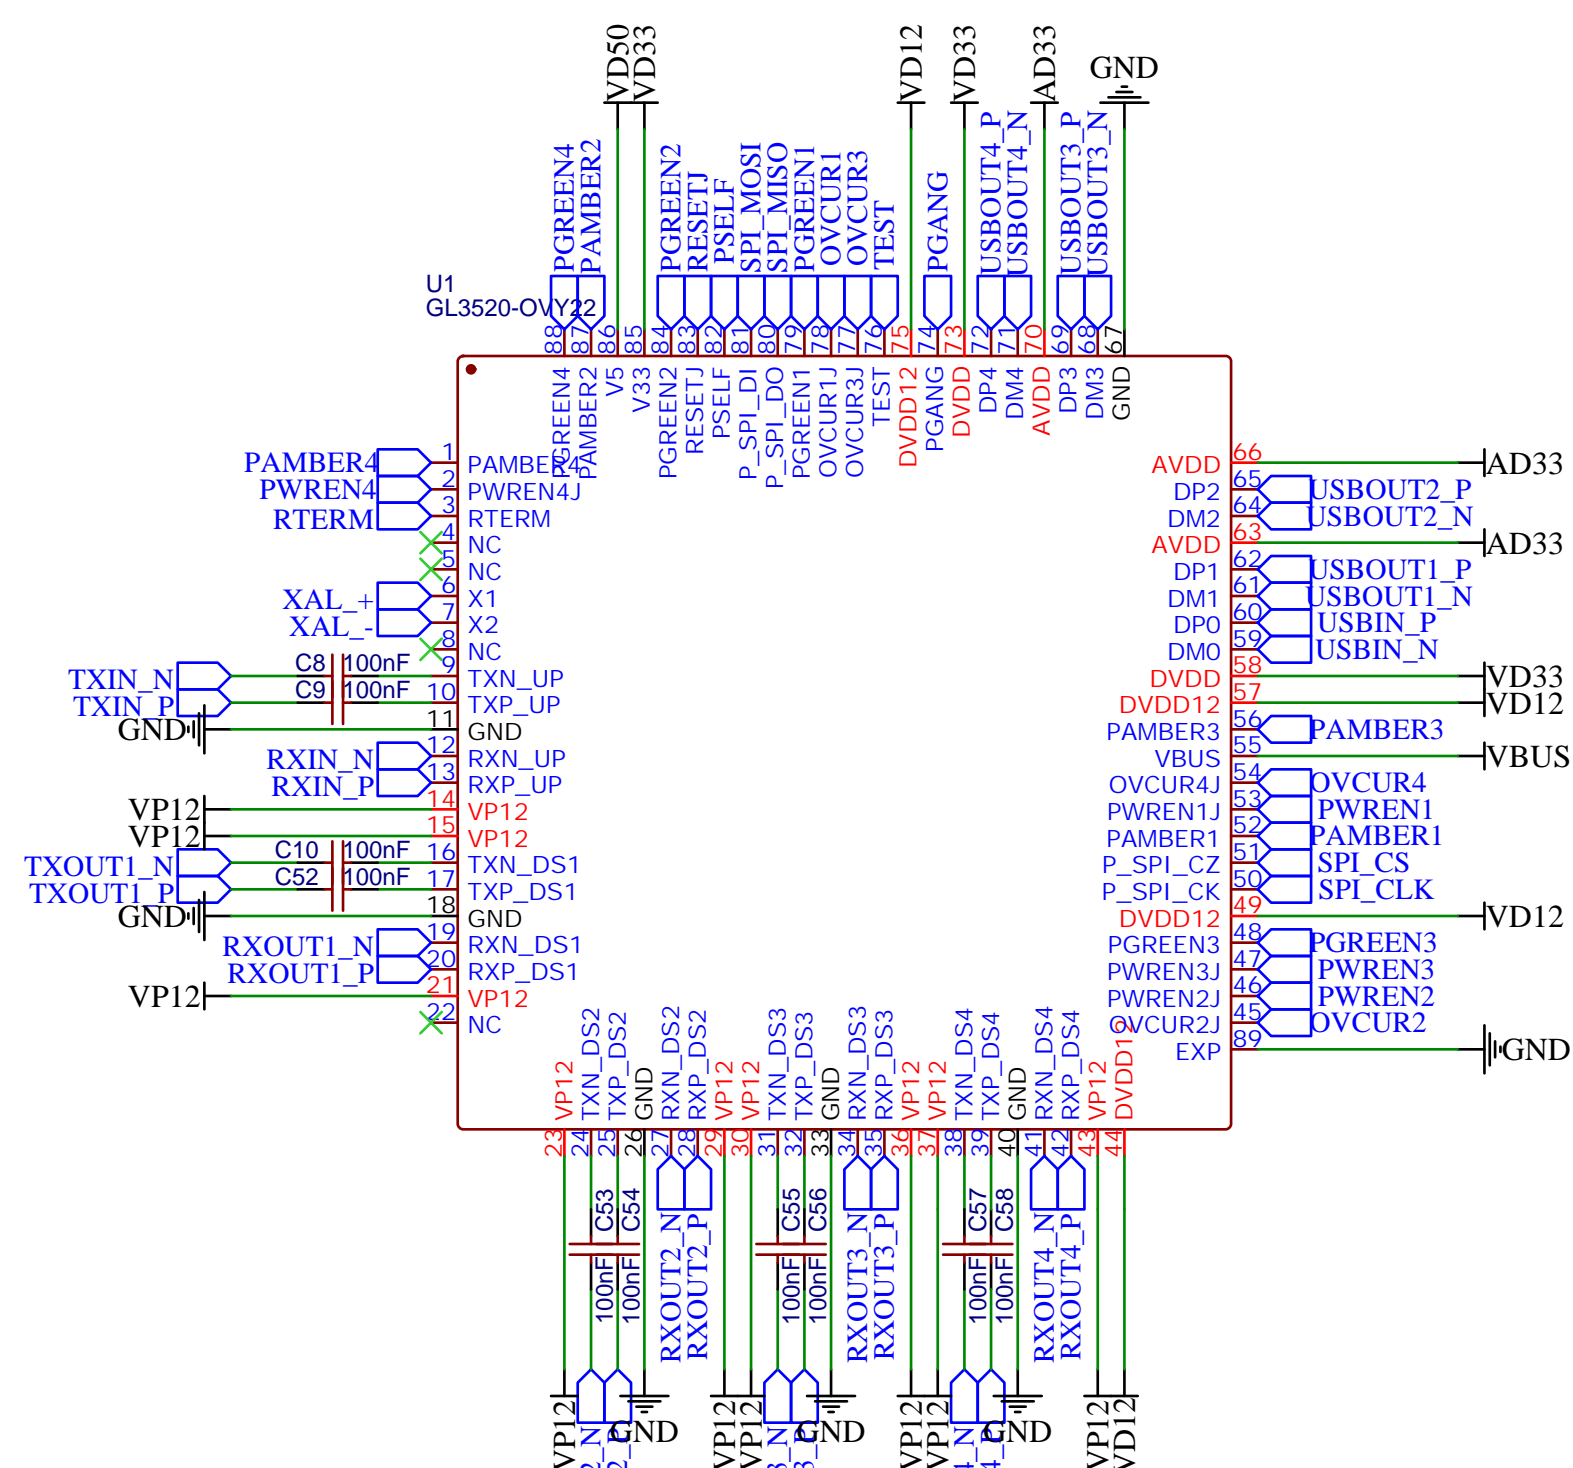 VD50
VD33
VD12
VD33
AD33
GND
PGREEN4
PAMBER2
PGREEN2
RESETJ
PSELF
SPI_MOSI
SPI_MISO
PGREEN1
OVCUR1
OVCUR3
TEST
PGANG
USBOUT4_P
USBOUT4_N
USBOUT3_P
USBOUT3_N
U1
GL3520-OVY22
88
87
86
85
84
83
82
81
80
79
78
77
76
75
74
73
72
71
70
69
68
67
PGREEN4
PAMBER2
V5
V33
PGREEN2
RESETJ
PSELF
P_SPI_DI
P_SPI_DO
PGREEN1
OVCUR1J
OVCUR3J
TEST
DVDD12
PGANG
DVDD
DP4
DM4
AVDD
DP3
DM3
GND
PAMBER4 1 PAMBER4
PWREN4 2 PWREN4J
RTERM 3 RTERM
4 NC
5 NC
XAL_+ 6 X1
XAL_- 7 X2
8 NC
TXIN_N C8 100nF 9 TXN_UP
TXIN_P C9 100nF 10 TXP_UP
GND 11 GND
RXIN_N 12 RXN_UP
RXIN_P 13 RXP_UP
VP12 14 VP12
VP12 15 VP12
TXOUT1_N C10 100nF 16 TXN_DS1
TXOUT1_P C52 100nF 17 TXP_DS1
GND 18 GND
RXOUT1_N 19 RXN_DS1
RXOUT1_P 20 RXP_DS1
VP12 21 VP12
22 NC
AVDD 66 AD33
DP2 65 USBOUT2_P
DM2 64 USBOUT2_N
AVDD 63 AD33
DP1 62 USBOUT1_P
DM1 61 USBOUT1_N
DP0 60 USBIN_P
DM0 59 USBIN_N
DVDD 58 VD33
DVDD12 57 VD12
PAMBER3 56 PAMBER3
VBUS 55 VBUS
OVCUR4J 54 OVCUR4
PWREN1J 53 PWREN1
PAMBER1 52 PAMBER1
P_SPI_CZ 51 SPI_CS
P_SPI_CK 50 SPI_CLK
DVDD12 49 VD12
PGREEN3 48 PGREEN3
PWREN3J 47 PWREN3
PWREN2J 46 PWREN2
OVCUR2J 45 OVCUR2
EXP 89 GND
VP12
TXN_DS2
TXP_DS2
GND
RXN_DS2
RXP_DS2
VP12
VP12
TXN_DS3
TXP_DS3
GND
RXN_DS3
RXP_DS3
VP12
VP12
TXN_DS4
TXP_DS4
GND
RXN_DS4
RXP_DS4
VP12
DVDD12
23
24
25
26
27
28
29
30
31
32
33
34
35
36
37
38
39
40
41
42
43
44
C53
C54
C55
C56
C57
C58
100nF
100nF
100nF
100nF
100nF
100nF
RXOUT2_N
RXOUT2_P
RXOUT3_N
RXOUT3_P
RXOUT4_N
RXOUT4_P
VP12
GND
VP12
VP12
GND
VP12
VP12
GND
VP12
VD12